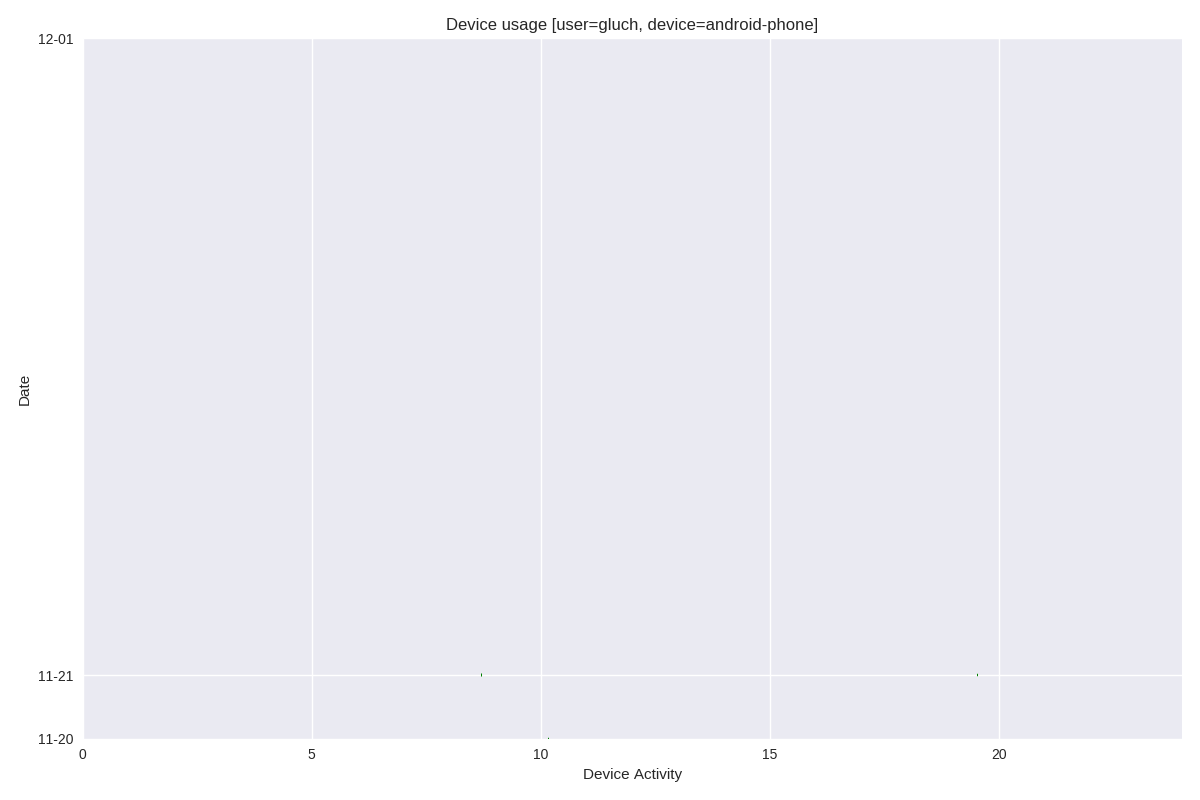 Device usage [user=gluch, device=android-phone]
12-01
Date
11-21
11-20
0 5 10 15 20
Device Activity